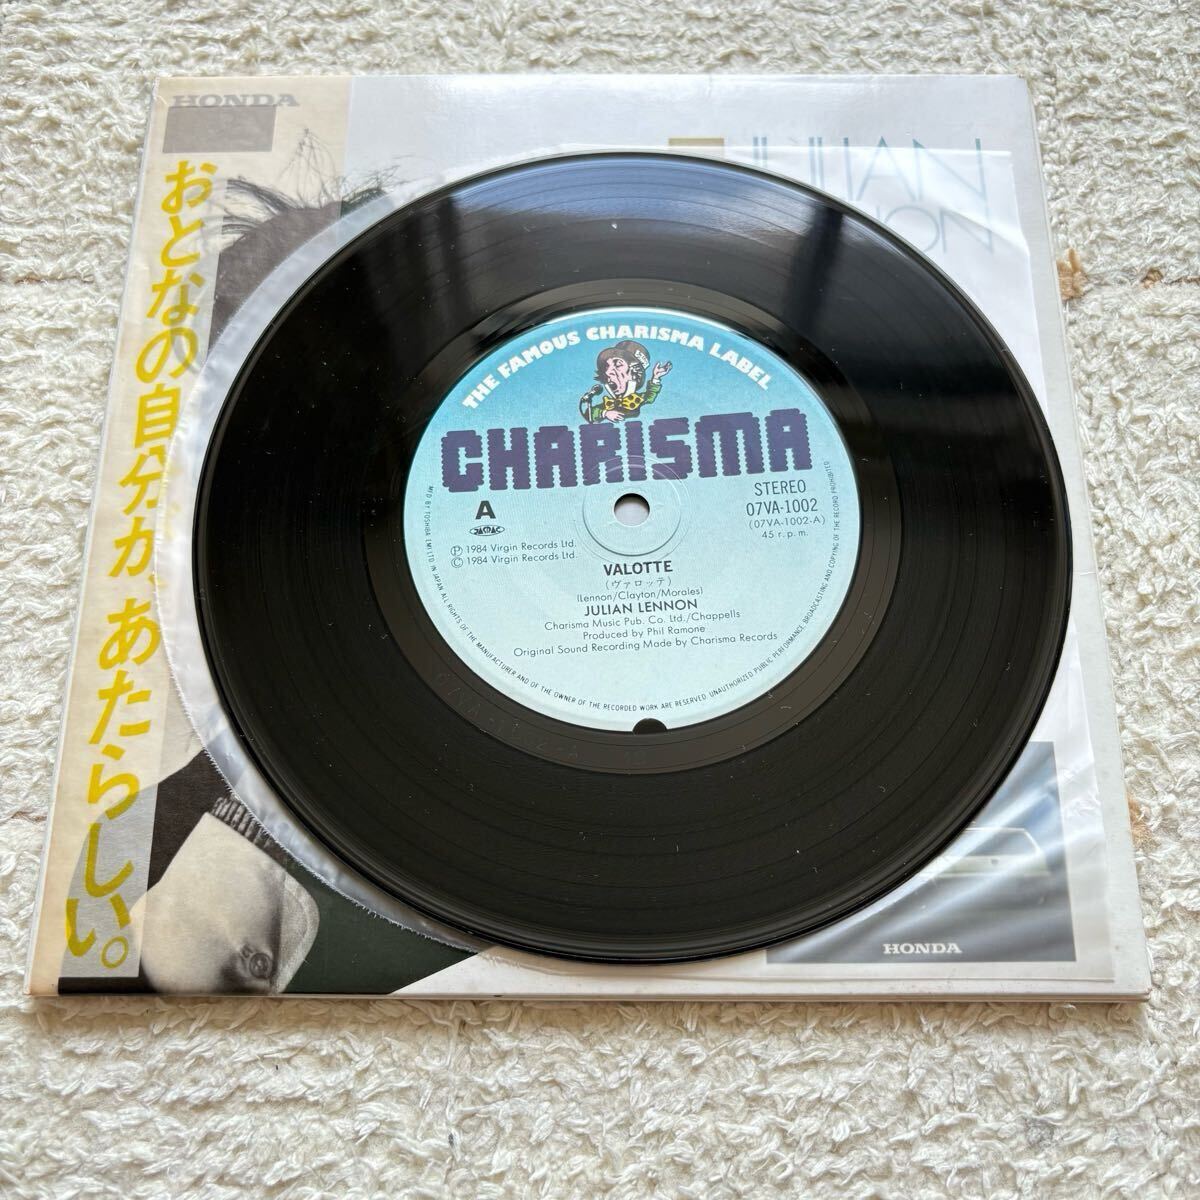 HONDA
おとなの自分が、あたらしい。
JULIAN
THE FAMOUS CHARISMA LABEL
CHARISMA
A
JASRAC
STEREO
07VA-1002
(07VA-1002-A)
45 r.p.m.
Ⓟ 1984 Virgin Records Ltd.
© 1984 Virgin Records Ltd.
VALOTTE
(ヴァロッテ)
(Lennon/Clayton/Morales)
JULIAN LENNON
Charisma Music Pub. Co. Ltd./Chappells
Produced by Phil Ramone
Original Sound Recording Made by Charisma Records
MFD BY TOSHIBA EMI LTD IN JAPAN. ALL RIGHTS OF THE MANUFACTURER AND OF THE OWNER OF THE RECORDED WORK ARE RESERVED. UNAUTHORIZED PUBLIC PERFORMANCE, BROADCASTING AND COPYING OF THE RECORD PROHIBITED
HONDA